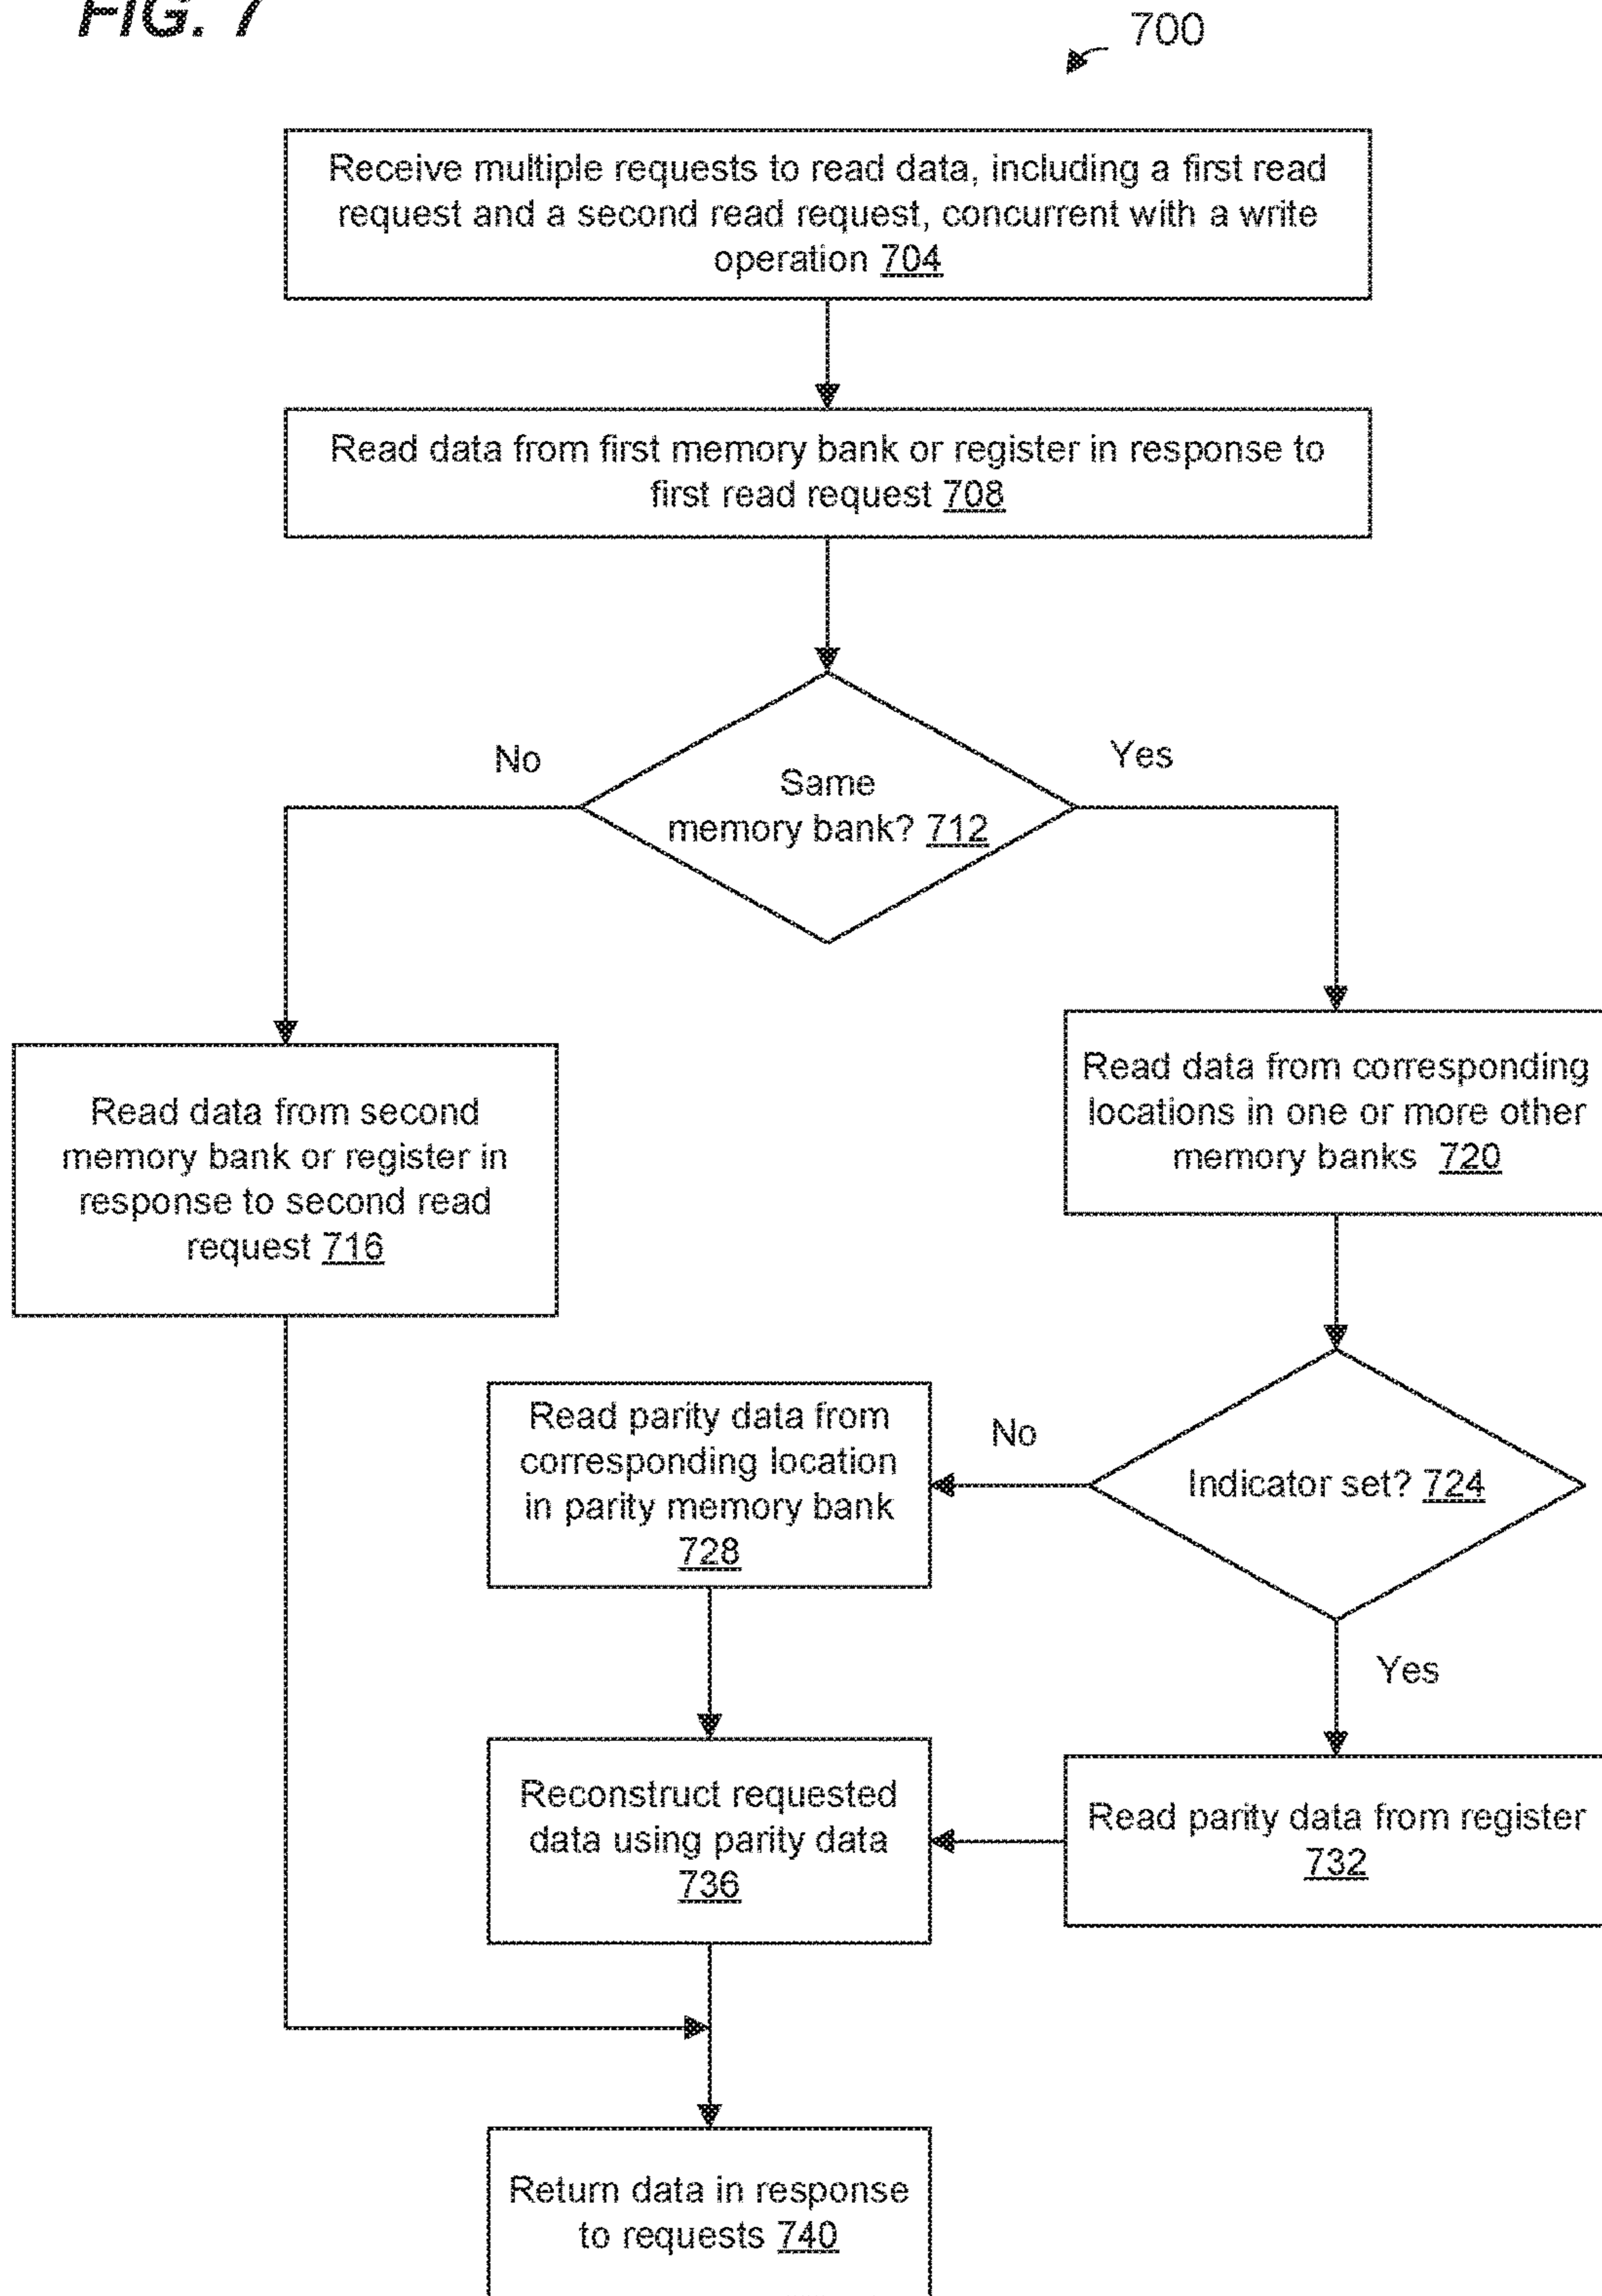 FIG. 7
700
Receive multiple requests to read data, including a first read
request and a second read request, concurrent with a write
operation 704
Read data from first memory bank or register in response to
first read request 708
No
Yes
Same
memory bank? 712
Read data from second
memory bank or register in
response to second read
request 716
Read data from corresponding
locations in one or more other
memory banks 720
Read parity data from
corresponding location
in parity memory bank
728
No
Indicator set? 724
Yes
Reconstruct requested
data using parity data
736
Read parity data from register
732
Return data in response
to requests 740